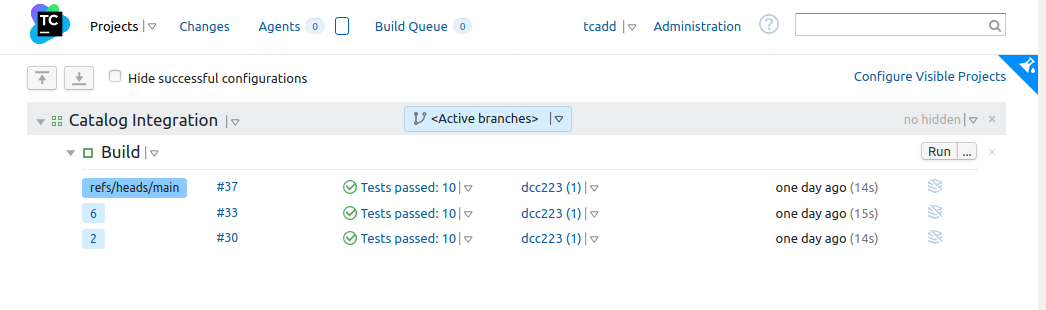 TC Projects Changes Agents 0 Build Queue 0 tcadd Administration ?
Hide successful configurations Configure Visible Projects
Catalog Integration <Active branches> no hidden
Build Run ...
refs/heads/main #37 Tests passed: 10 dcc223 (1) one day ago (14s)
6 #33 Tests passed: 10 dcc223 (1) one day ago (15s)
2 #30 Tests passed: 10 dcc223 (1) one day ago (14s)